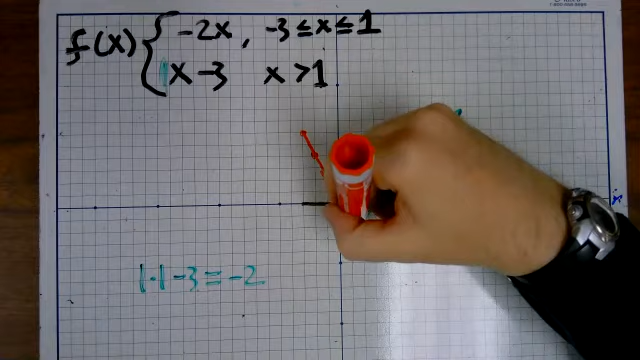 f(x) { -2x , -3 ≤ x ≤ 1
1x - 3 x > 1
1·1 - 3 = -2